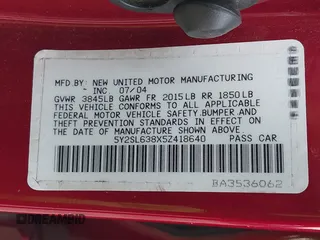 MFD. BY: NEW UNITED MOTOR MANUFACTURING
INC. 07/04
GVWR 3845LB GAWR FR 2015LB RR 1850LB
THIS VEHICLE CONFORMS TO ALL APPLICABLE
FEDERAL MOTOR VEHICLE SAFETY,BUMPER,AND
THEFT PREVENTION STANDARDS IN EFFECT ON
THE DATE OF MANUFACTURE SHOWN ABOVE.
5Y2SL638X5Z418640 PASS CAR
BA3536062
DREAMBID